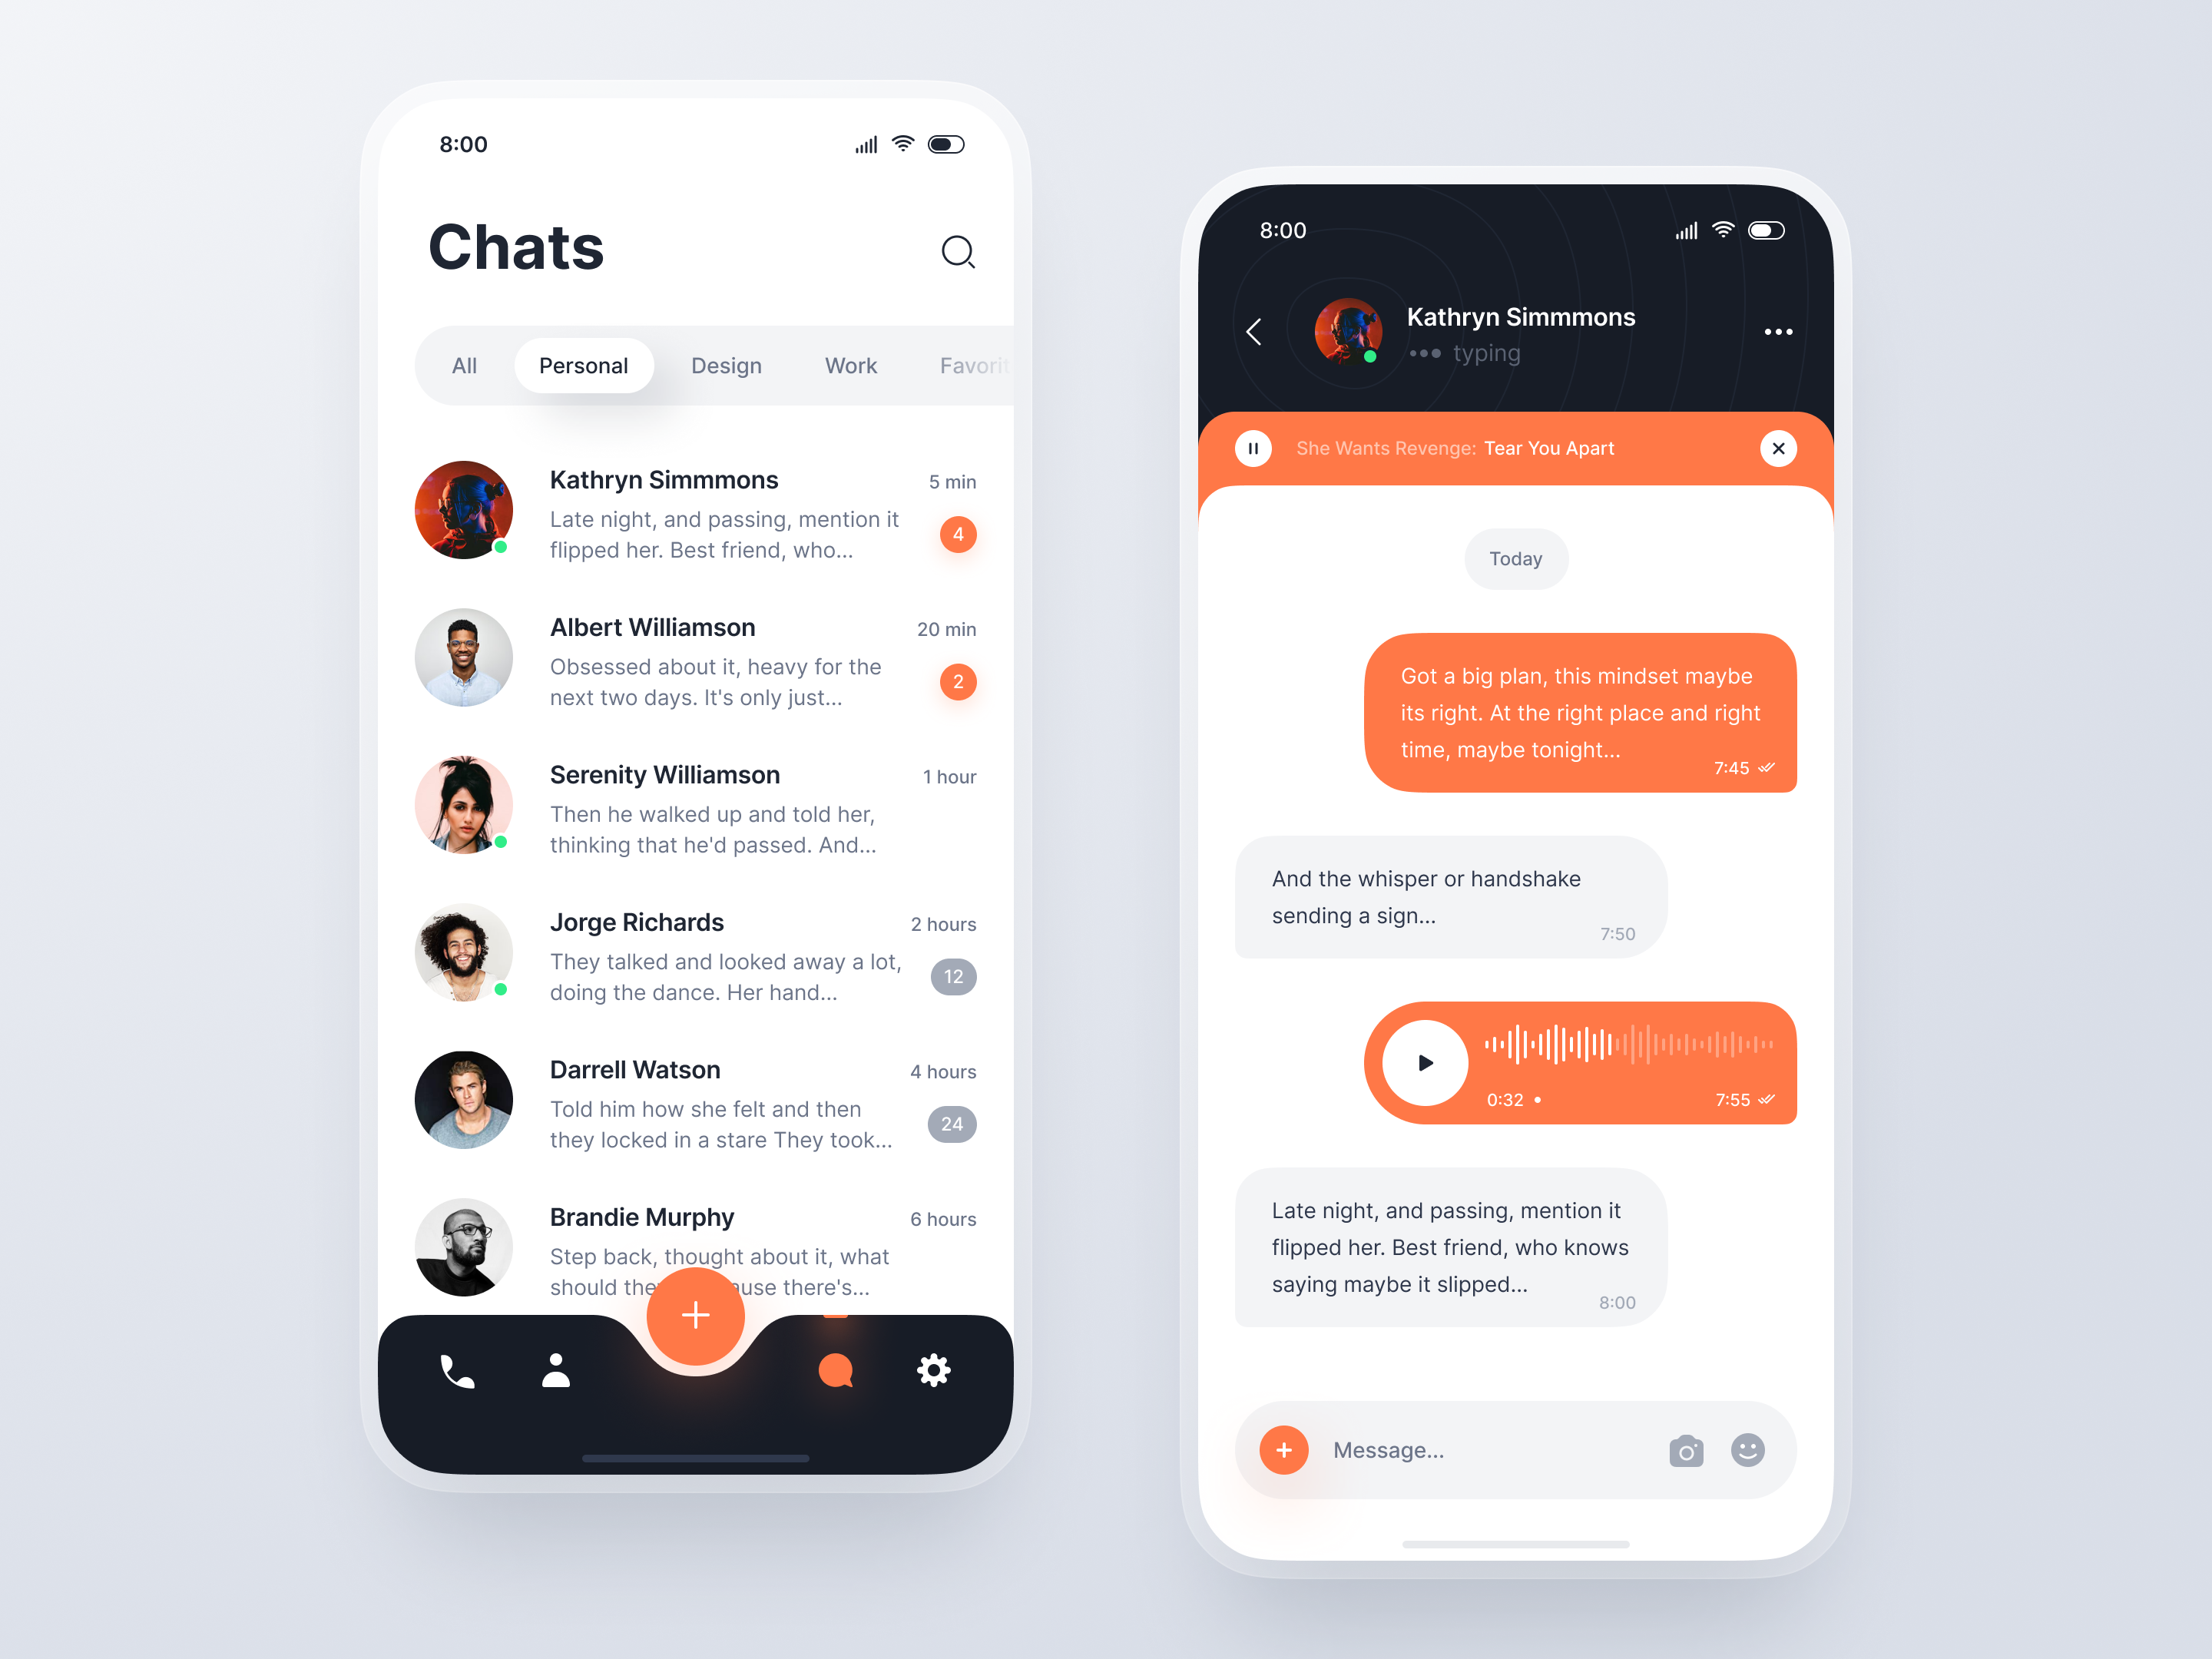 8:00
Chats
All Personal Design Work Favorit
Kathryn Simmmons 5 min
Late night, and passing, mention it
flipped her. Best friend, who... 4
Albert Williamson 20 min
Obsessed about it, heavy for the
next two days. It's only just... 2
Serenity Williamson 1 hour
Then he walked up and told her,
thinking that he'd passed. And...
Jorge Richards 2 hours
They talked and looked away a lot,
doing the dance. Her hand... 12
Darrell Watson 4 hours
Told him how she felt and then
they locked in a stare They took... 24
Brandie Murphy 6 hours
Step back, thought about it, what
should there's...
8:00
Kathryn Simmmons
typing
She Wants Revenge: Tear You Apart
Today
Got a big plan, this mindset maybe
its right. At the right place and right
time, maybe tonight...
7:45
And the whisper or handshake
sending a sign...
7:50
0:32 7:55
Late night, and passing, mention it
flipped her. Best friend, who knows
saying maybe it slipped...
8:00
Message...